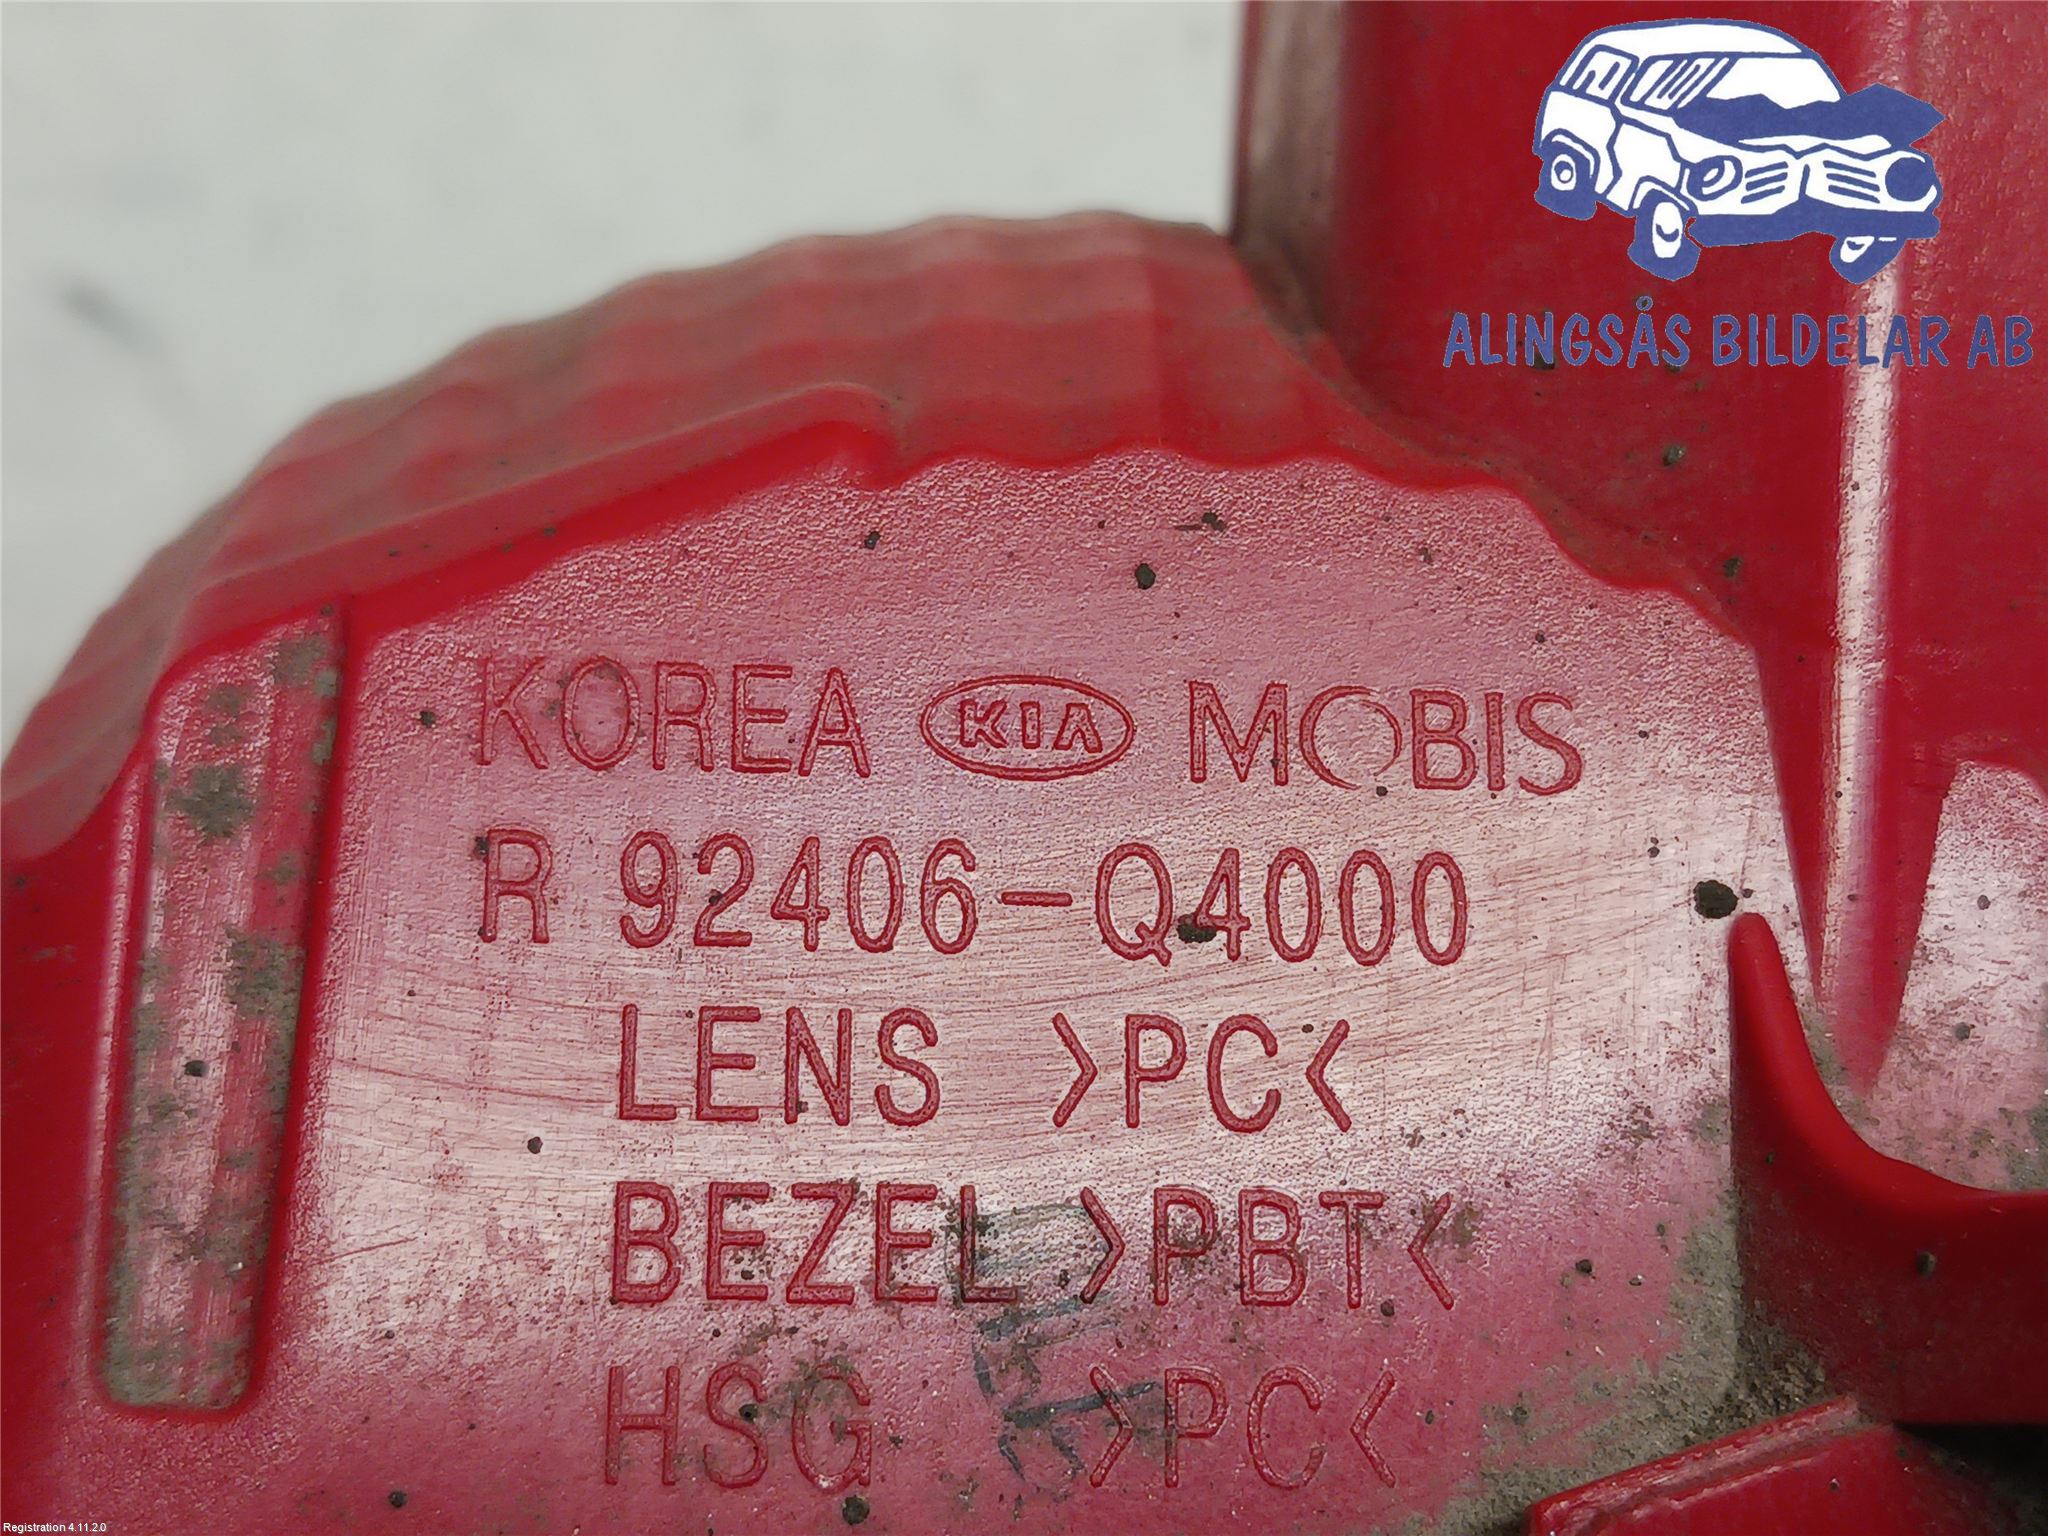 ALINGSÅS BILDELAR AB
KOREA KIA MOBIS
R 92406-Q4000
LENS >PC<
BEZEL >PBT<
HSG >PC<
Registration 4.11.2.0